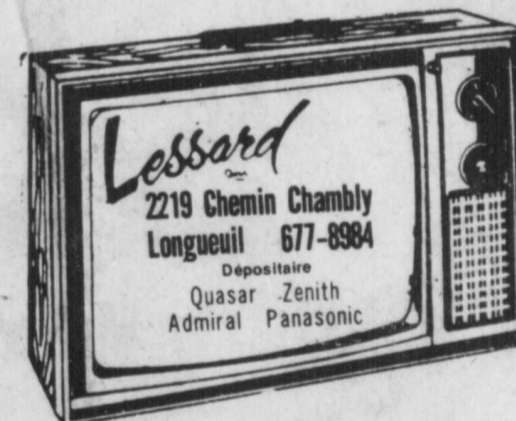 Lessard
2219 Chemin Chambly
Longueuil 677-8984
Dépositaire
Quasar Zenith
Admiral Panasonic